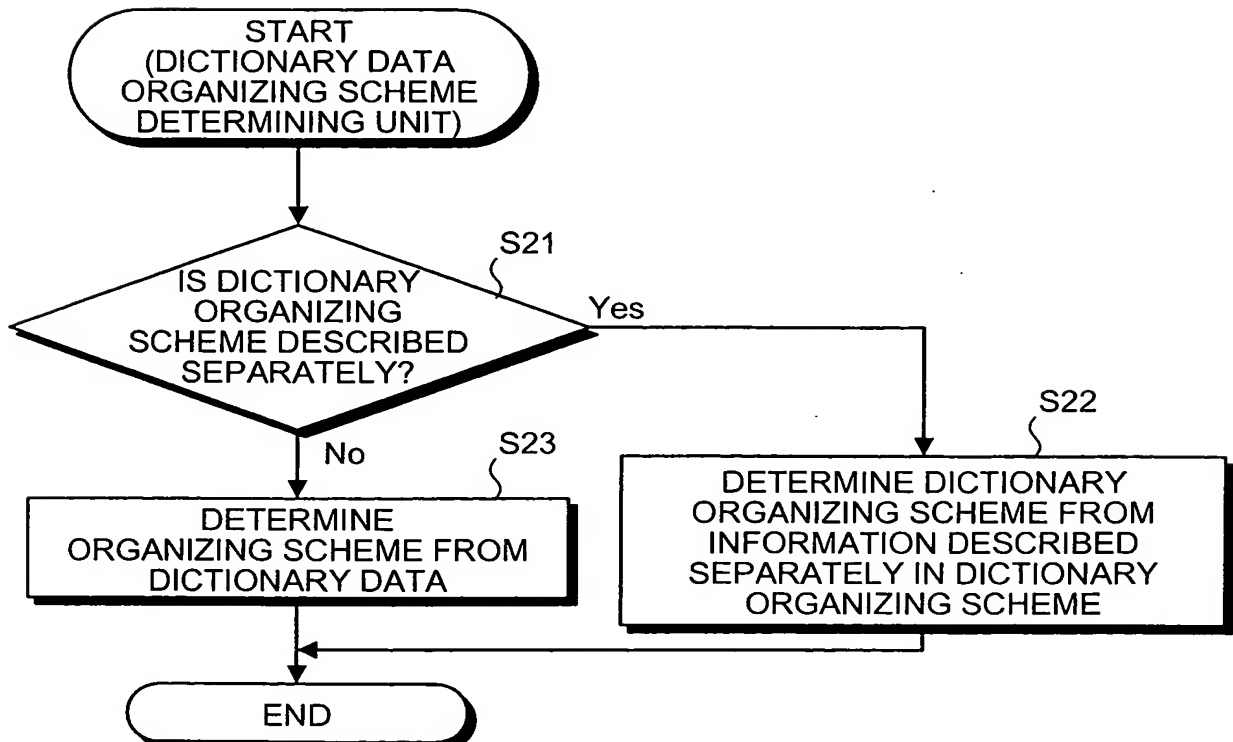 START
(DICTIONARY DATA
ORGANIZING SCHEME
DETERMINING UNIT)
S21
IS DICTIONARY
ORGANIZING
SCHEME DESCRIBED
SEPARATELY?
Yes
No
S23
DETERMINE
ORGANIZING SCHEME FROM
DICTIONARY DATA
S22
DETERMINE DICTIONARY
ORGANIZING SCHEME FROM
INFORMATION DESCRIBED
SEPARATELY IN DICTIONARY
ORGANIZING SCHEME
END